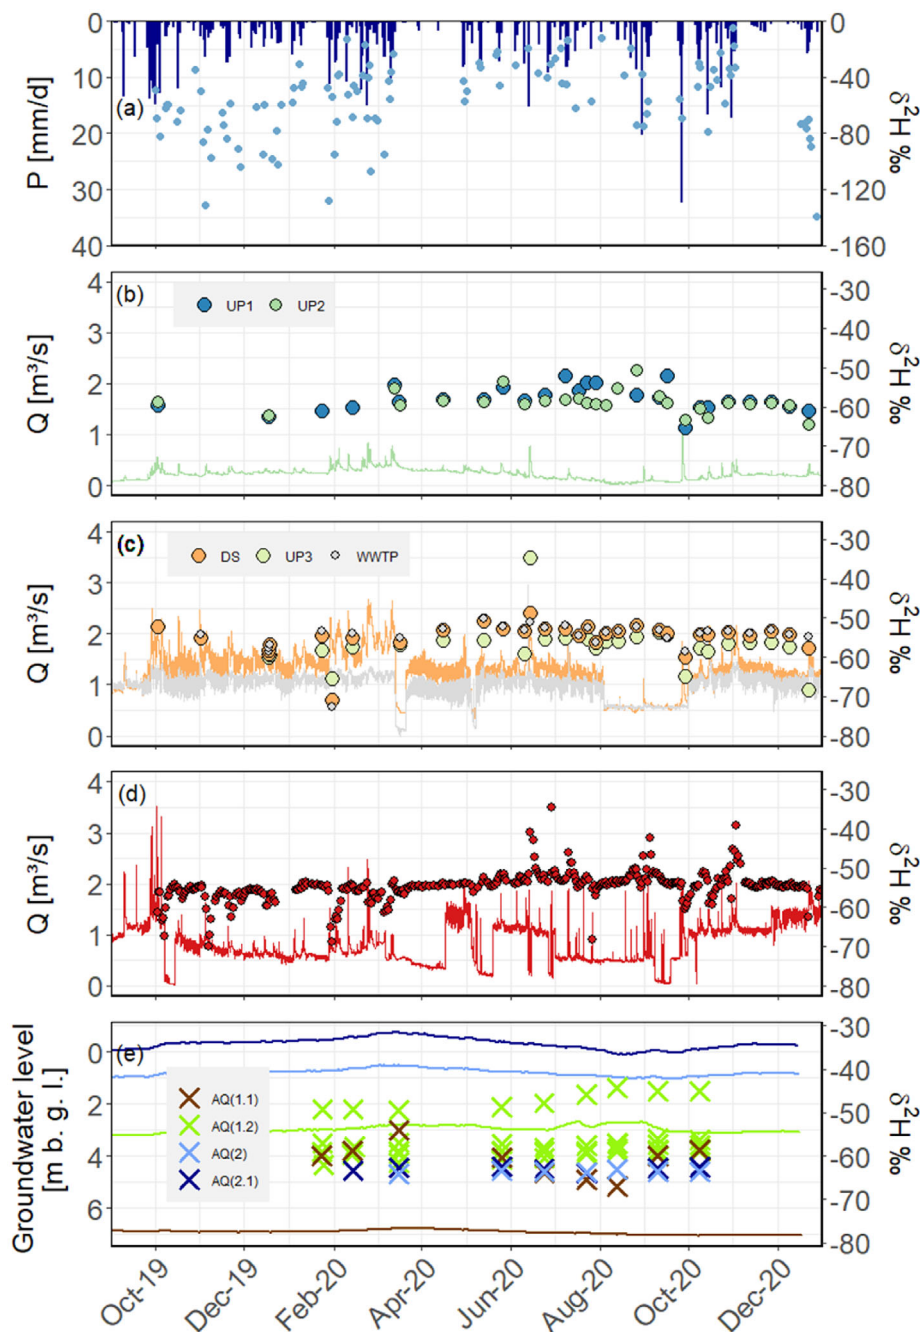 0
10
20
30
40
P [mm/d]
(a)
0
-40
-80
-120
-160
δ²H ‰
4
3
2
1
0
Q [m³/s]
(b)
UP1
UP2
-30
-40
-50
-60
-70
-80
δ²H ‰
4
3
2
1
0
Q [m³/s]
(c)
DS
UP3
WWTP
-30
-40
-50
-60
-70
-80
δ²H ‰
4
3
2
1
0
Q [m³/s]
(d)
-30
-40
-50
-60
-70
-80
δ²H ‰
0
2
4
6
Groundwater level
[m b. g. l.]
(e)
AQ(1.1)
AQ(1.2)
AQ(2)
AQ(2.1)
-30
-40
-50
-60
-70
-80
δ²H ‰
Oct-19
Dec-19
Feb-20
Apr-20
Jun-20
Aug-20
Oct-20
Dec-20